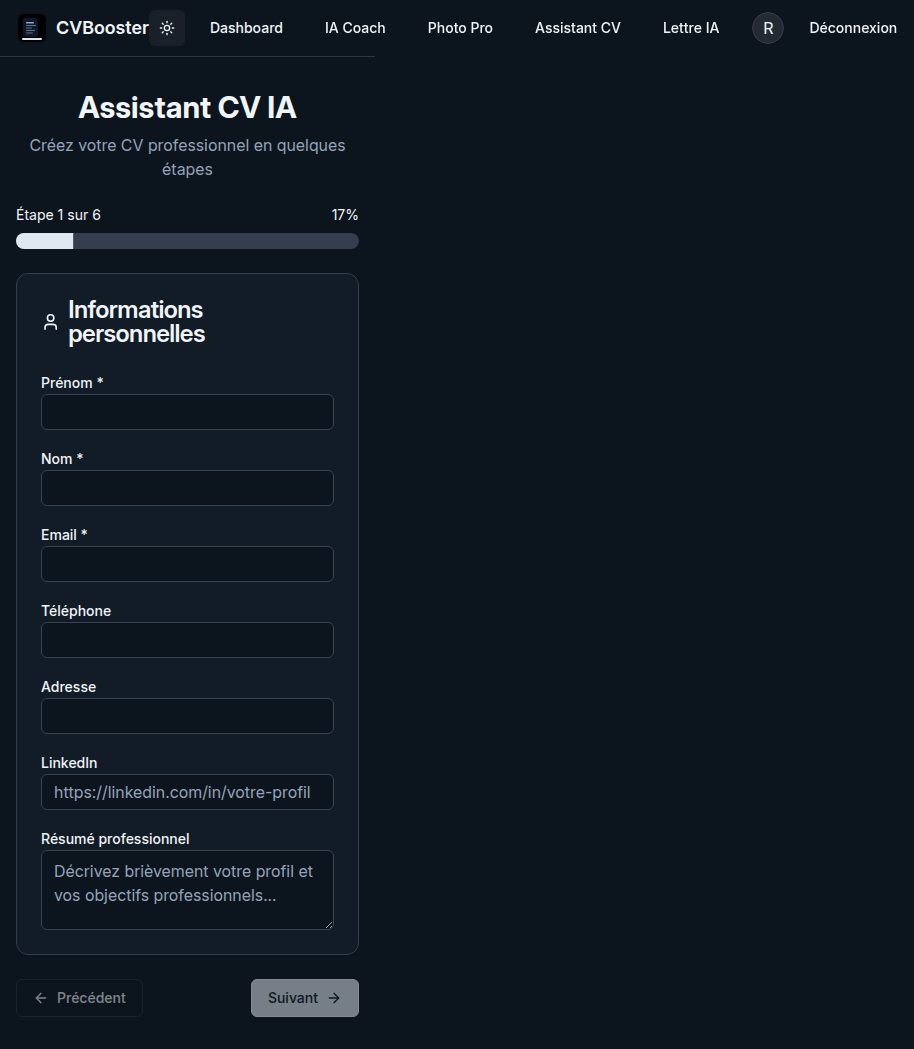 CVBooster
Dashboard
IA Coach
Photo Pro
Assistant CV
Lettre IA
R
Déconnexion
Assistant CV IA
Créez votre CV professionnel en quelques
étapes
Étape 1 sur 6
17%
Informations
personnelles
Prénom *
Nom *
Email *
Téléphone
Adresse
LinkedIn
https://linkedin.com/in/votre-profil
Résumé professionnel
Décrivez brièvement votre profil et
vos objectifs professionnels...
Précédent
Suivant